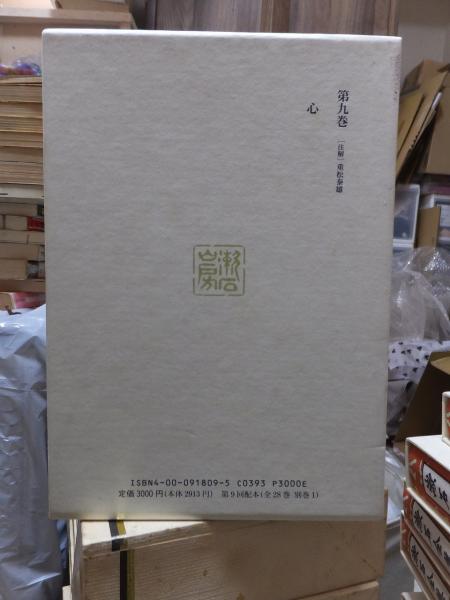 第九巻 〔注解〕重松泰雄
心
漱石
ISBN4-00-091809-5 C0393 P3000E
定価3000円(本体2913円) 第9回配本(全28巻 別巻1)